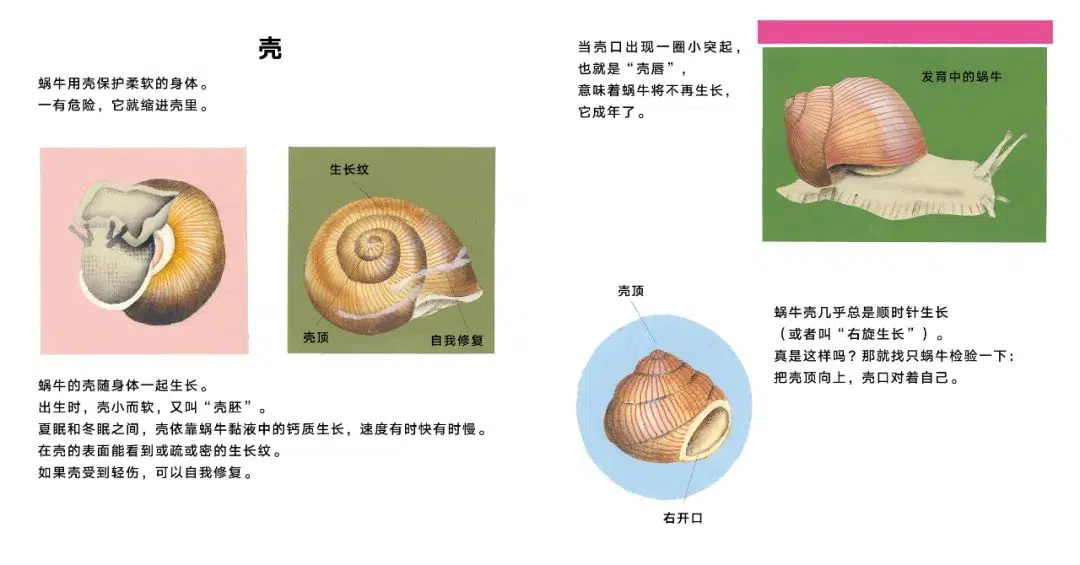 壳
蜗牛用壳保护柔软的身体。
一有危险，它就缩进壳里。
生长纹
壳顶
自我修复
蜗牛的壳随身体一起生长。
出生时，壳小而软，又叫“壳胚”。
夏眠和冬眠之间，壳依靠蜗牛黏液中的钙质生长，速度有时快有时慢。
在壳的表面能看到或疏或密的生长纹。
如果壳受到轻伤，可以自我修复。
当壳口出现一圈小突起，
也就是“壳唇”，
意味着蜗牛将不再生长，
它成年了。
发育中的蜗牛
壳顶
右开口
蜗牛壳几乎总是顺时针生长
（或者叫“右旋生长”）。
真是这样吗？那就找只蜗牛检验一下：
把壳顶向上，壳口对着自己。